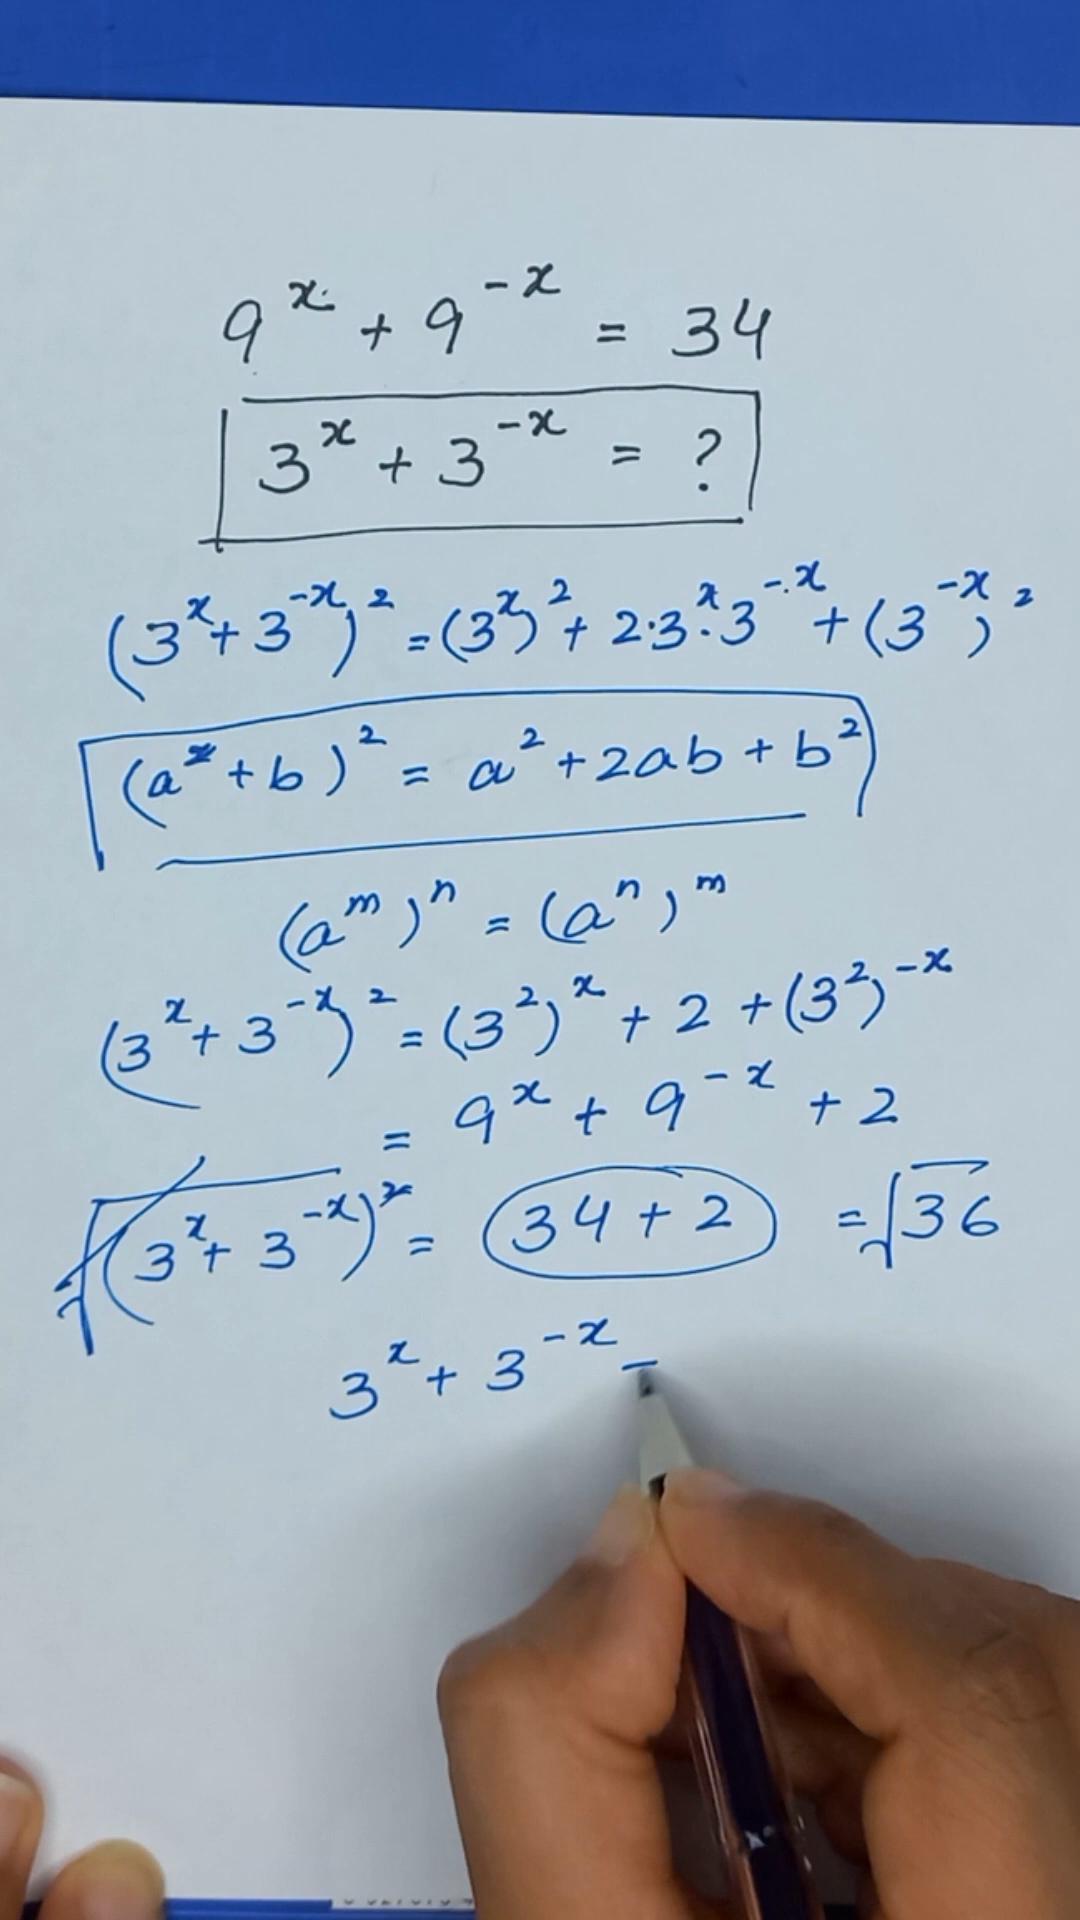 9^x + 9^-x = 34
3^x + 3^-x = ?
(3^x + 3^-x)^2 = (3^x)^2 + 2·3^x·3^-x + (3^-x)^2
(a + b)^2 = a^2 + 2ab + b^2
(a^m)^n = (a^n)^m
(3^x + 3^-x)^2 = (3^2)^x + 2 + (3^2)^-x
= 9^x + 9^-x + 2
√(3^x + 3^-x)^2 = 34 + 2 = √36
3^x + 3^-x -